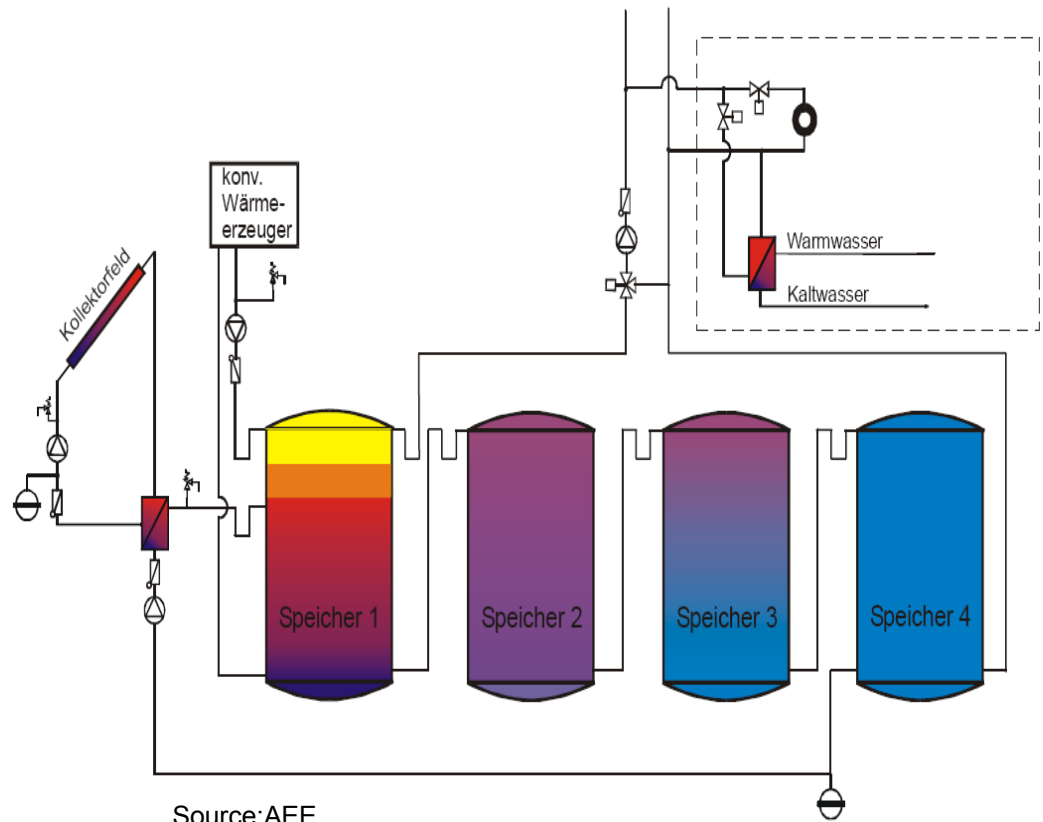 konv.
Wärme-
erzeuger
Kollektorfeld
Warmwasser
Kaltwasser
Speicher 1
Speicher 2
Speicher 3
Speicher 4
Source:AEE